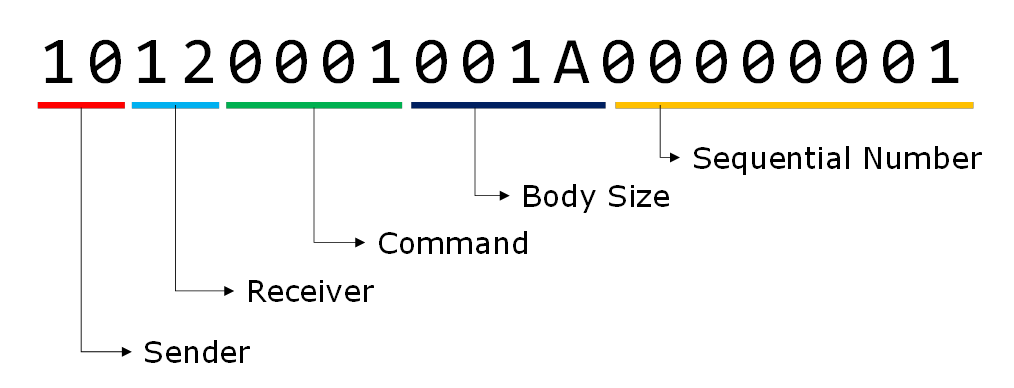 10120001001A00000001
Sequential Number
Body Size
Command
Receiver
Sender